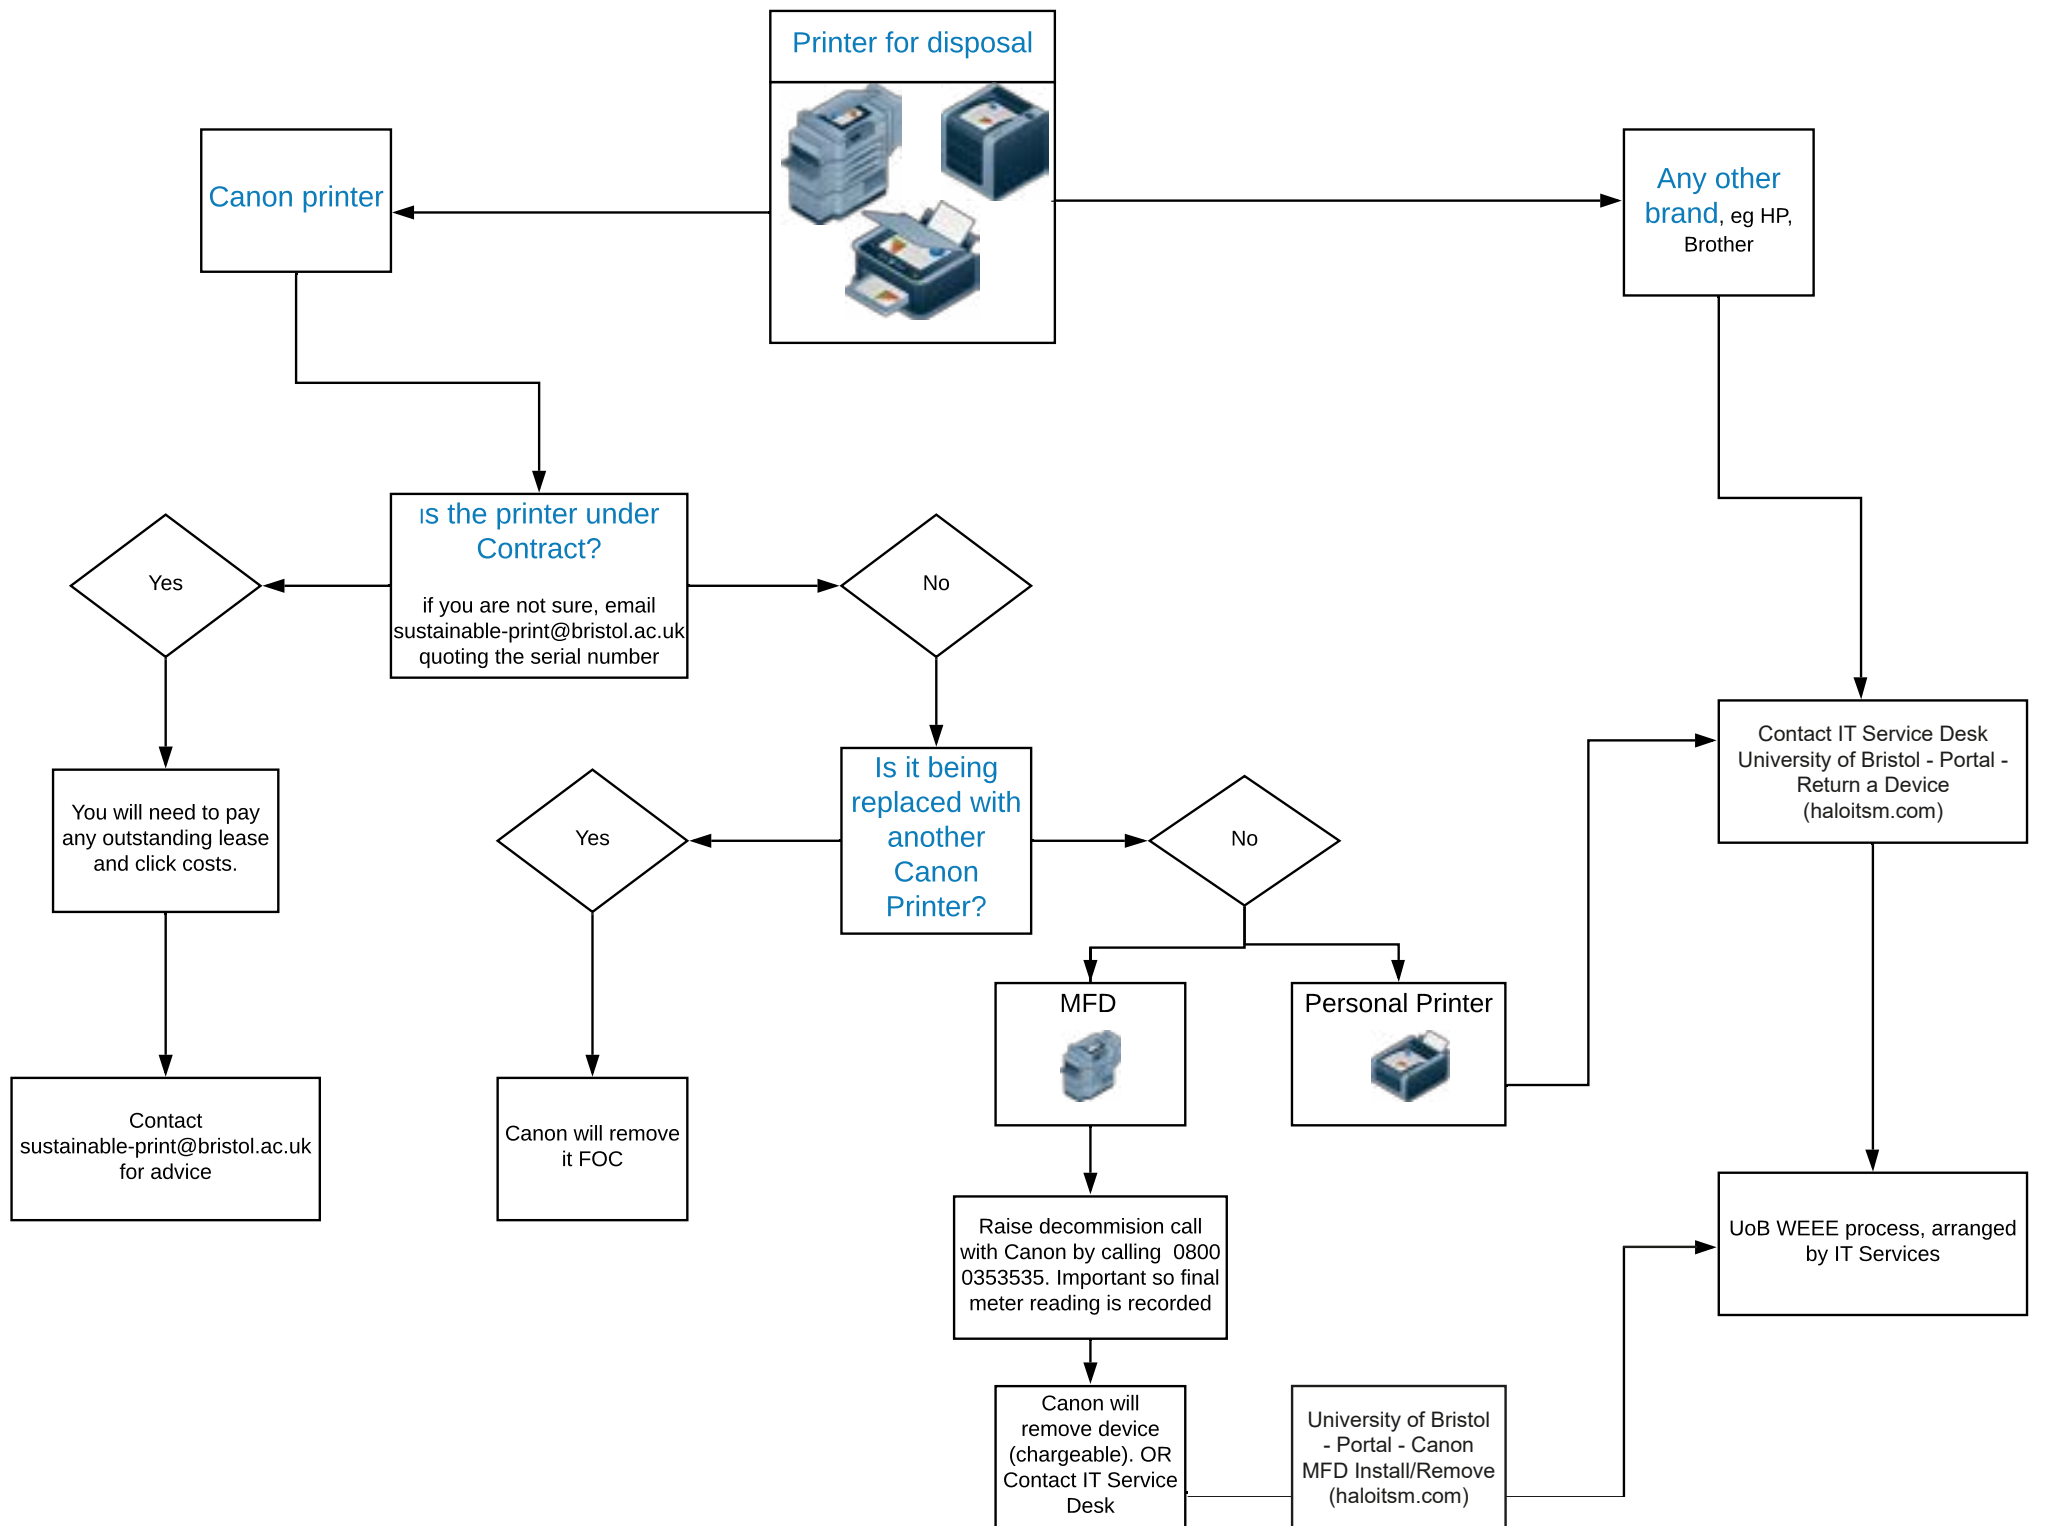 Printer for disposal
Canon printer
Any other
brand, eg HP,
Brother
Is the printer under
Contract?
if you are not sure, email
sustainable-print@bristol.ac.uk
quoting the serial number
Yes
No
Contact IT Service Desk
University of Bristol - Portal -
Return a Device
(haloitsm.com)
You will need to pay
any outstanding lease
and click costs.
Is it being
replaced with
another
Canon
Printer?
Yes
No
MFD
Personal Printer
Contact
sustainable-print@bristol.ac.uk
for advice
Canon will remove
it FOC
Raise decommision call
with Canon by calling  0800
0353535. Important so final
meter reading is recorded
UoB WEEE process, arranged
by IT Services
Canon will
remove device
(chargeable). OR
Contact IT Service
Desk
University of Bristol
- Portal - Canon
MFD Install/Remove
(haloitsm.com)